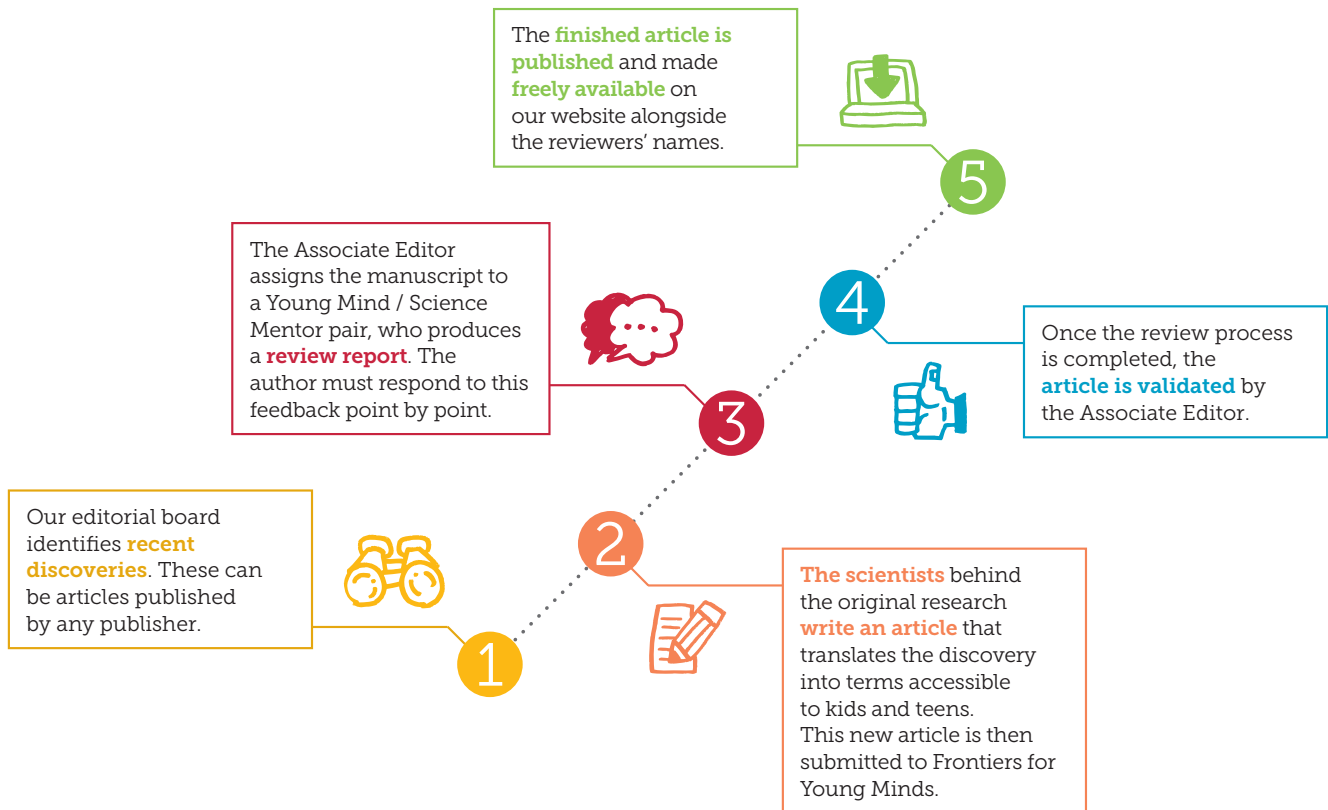 The finished article is
published and made
freely available on
our website alongside
the reviewers' names.
5
The Associate Editor
assigns the manuscript to
a Young Mind / Science
Mentor pair, who produces
a review report. The
author must respond to this
feedback point by point.
3
4
Once the review process
is completed, the
article is validated by
the Associate Editor.
Our editorial board
identifies recent
discoveries. These can
be articles published
by any publisher.
1
2
The scientists behind
the original research
write an article that
translates the discovery
into terms accessible
to kids and teens.
This new article is then
submitted to Frontiers for
Young Minds.